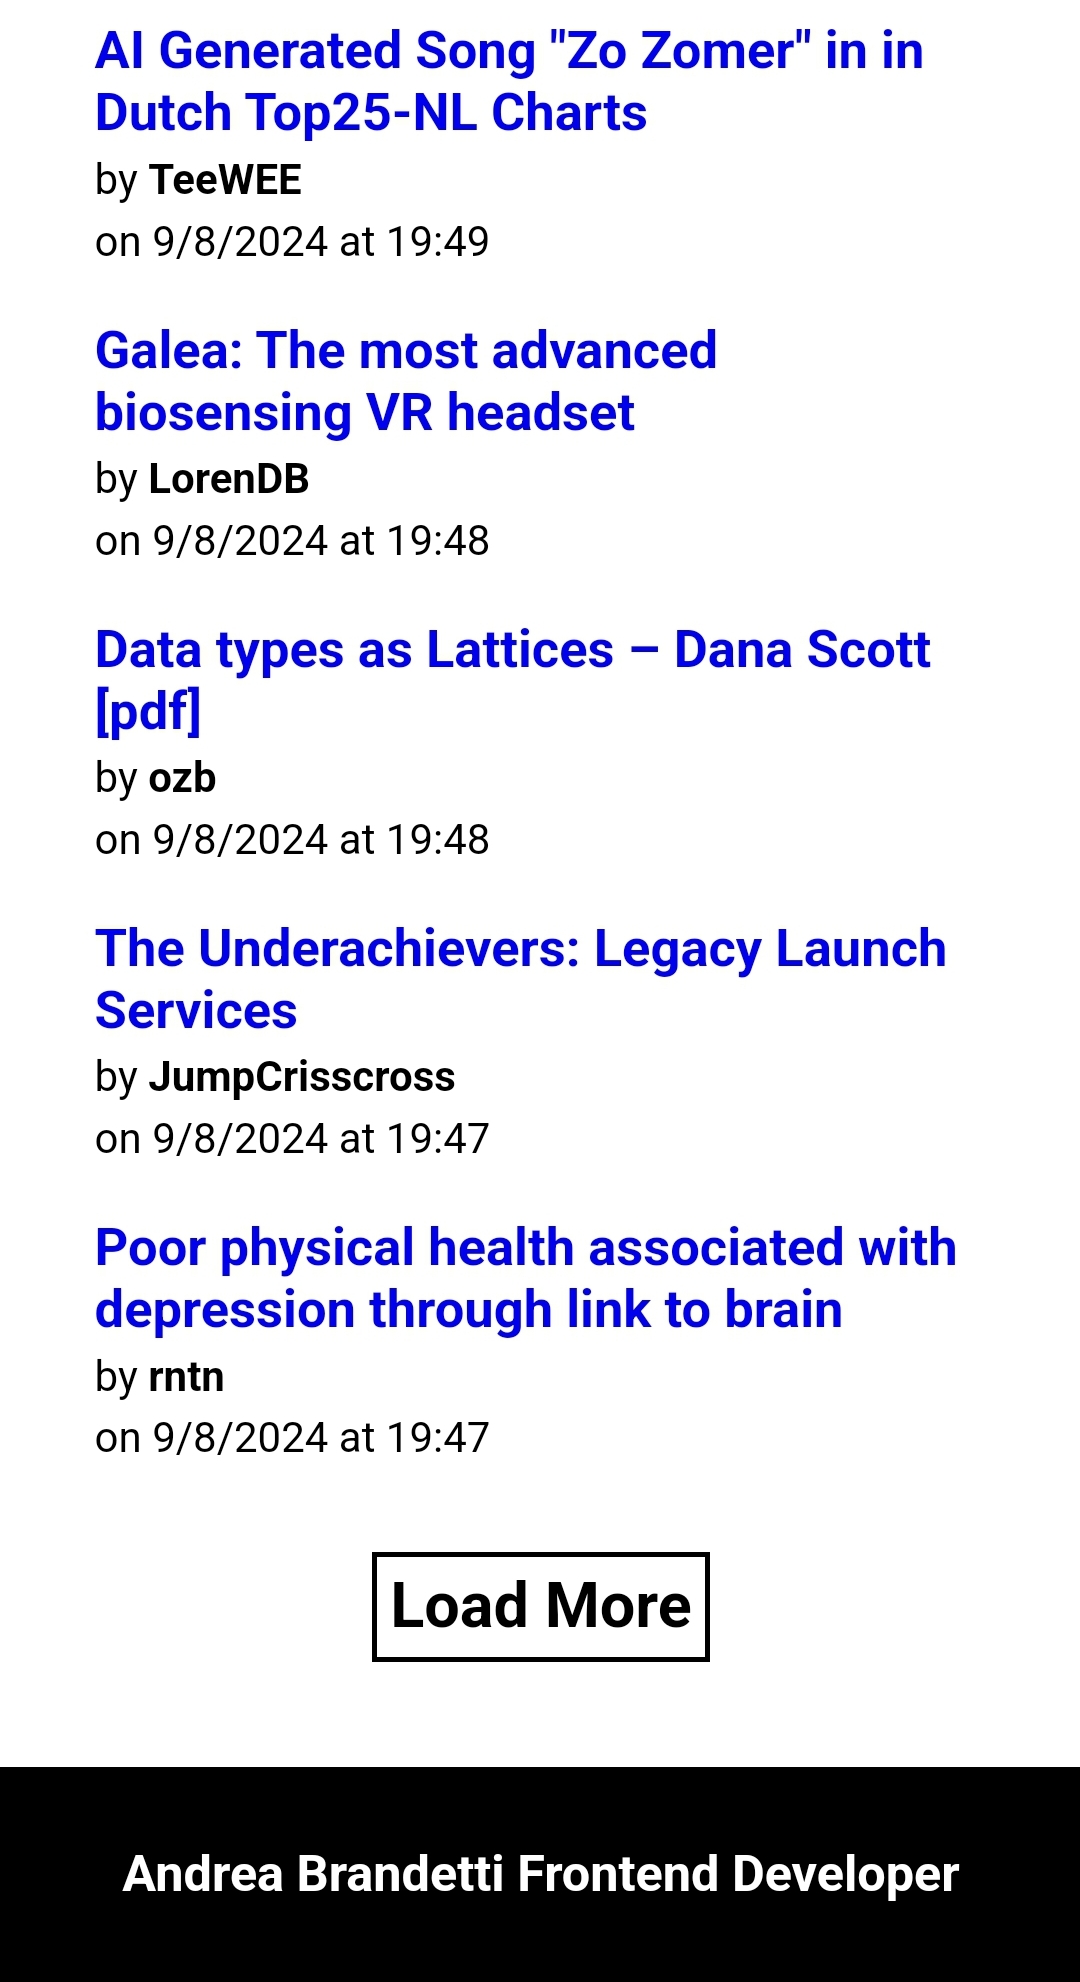 AI Generated Song "Zo Zomer" in in
Dutch Top25-NL Charts
by TeeWEE
on 9/8/2024 at 19:49
Galea: The most advanced
biosensing VR headset
by LorenDB
on 9/8/2024 at 19:48
Data types as Lattices – Dana Scott
[pdf]
by ozb
on 9/8/2024 at 19:48
The Underachievers: Legacy Launch
Services
by JumpCrisscross
on 9/8/2024 at 19:47
Poor physical health associated with
depression through link to brain
by rntn
on 9/8/2024 at 19:47
Load More
Andrea Brandetti Frontend Developer